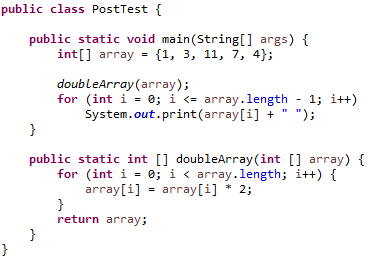 public class PostTest {

    public static void main(String[] args) {
        int[] array = {1, 3, 11, 7, 4};

        doubleArray(array);
        for (int i = 0; i <= array.length - 1; i++)
            System.out.print(array[i] + " ");
    }

    public static int [] doubleArray(int [] array) {
        for (int i = 0; i < array.length; i++) {
            array[i] = array[i] * 2;
        }
        return array;
    }
}